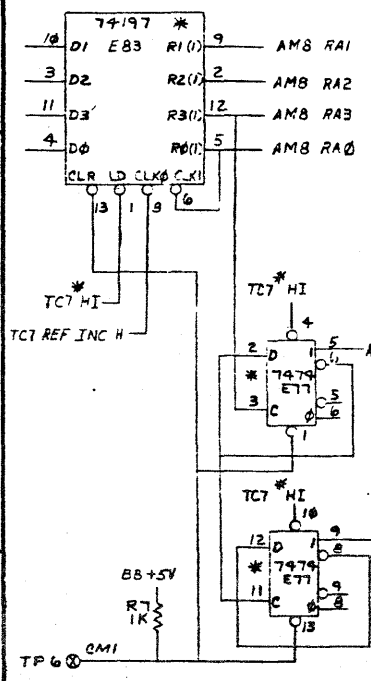 74197 *
10 D1 E83 R1(1) 9 AM8 RA1
3 D2 R2(1) 2 AM8 RA2
11 D3 R3(1) 12 AM8 RA3
4 DØ RØ(1) 5 AM8 RAØ
CLR LD CLKØ CLK1
13 1 8 6
TC7 * HI
TC7 REF INC H
TC7 * HI
4
2 D 1 5
6
* 7474
E77
3 C 5
Ø 6
1
TC7 * HI
10
12 D 1 9
8
* 7474
E77
11 C 9
Ø 8
13
BB +5V
R7
1K
TP6 CM1